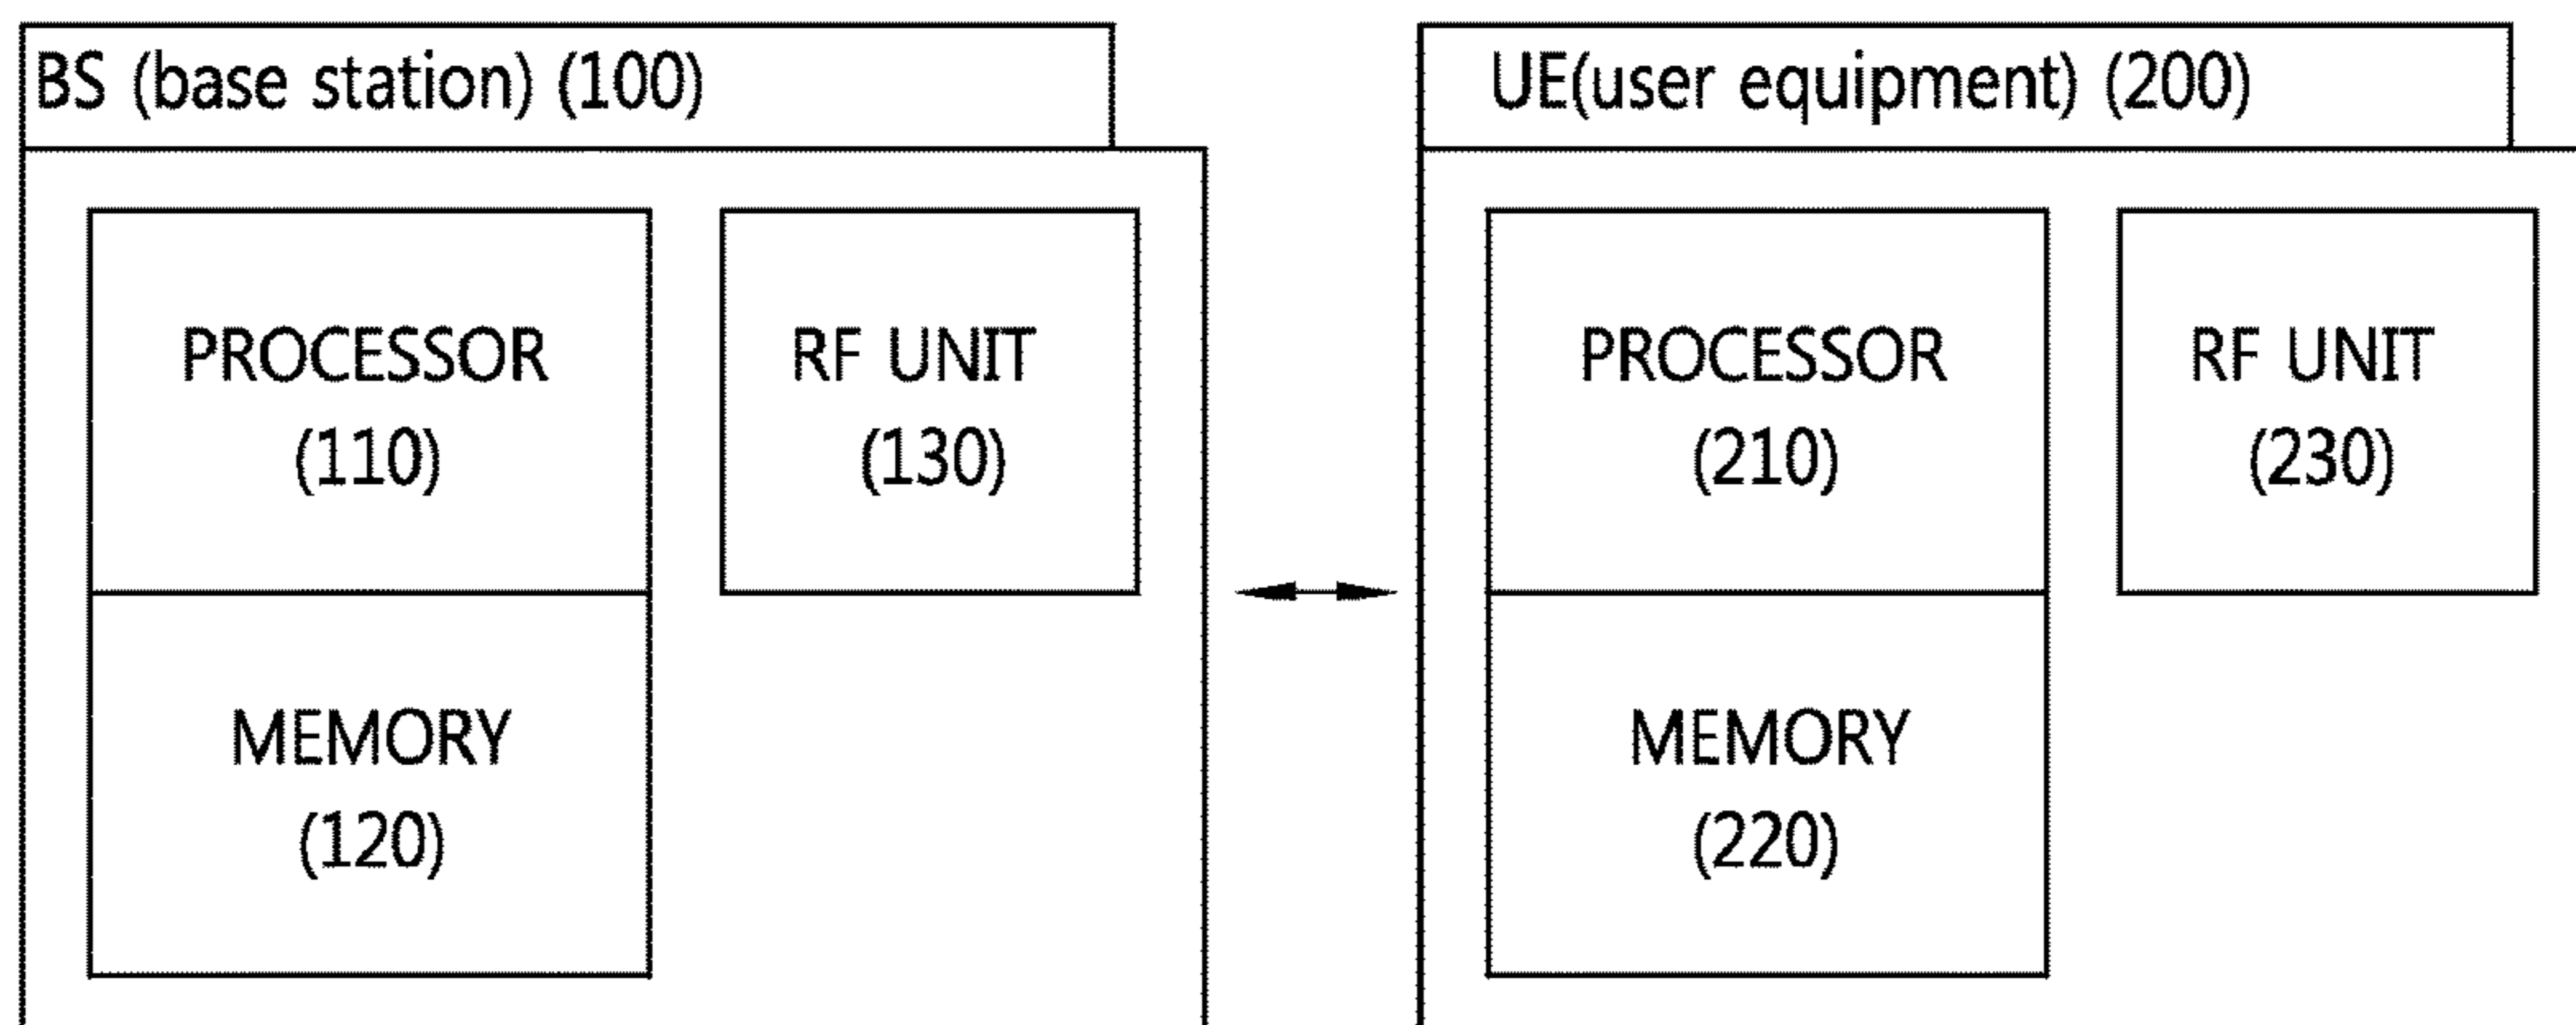 BS (base station) (100)
PROCESSOR
(110)
RF UNIT
(130)
MEMORY
(120)
UE(user equipment) (200)
PROCESSOR
(210)
RF UNIT
(230)
MEMORY
(220)